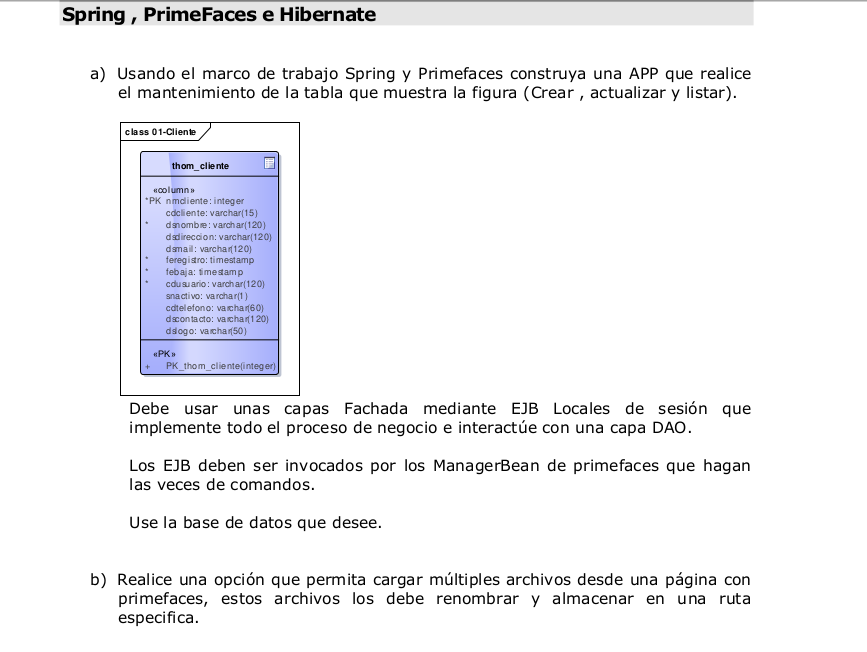 Spring , PrimeFaces e Hibernate
a) Usando el marco de trabajo Spring y Primefaces construya una APP que realice
el mantenimiento de la tabla que muestra la figura (Crear , actualizar y listar).
class 01-Cliente
thom_cliente
«column»
*PK nmcliente: integer
cdcliente: varchar(15)
* dsnombre: varchar(120)
dsdireccion: varchar(120)
dsmail: varchar(120)
* feregistro: timestamp
* febaja: timestamp
* cdusuario: varchar(120)
snactivo: varchar(1)
cdtelefono: varchar(60)
dscontacto: varchar(120)
dslogo: varchar(50)
«PK»
+ PK_thom_cliente(integer)
Debe usar unas capas Fachada mediante EJB Locales de sesión que
implemente todo el proceso de negocio e interactúe con una capa DAO.
Los EJB deben ser invocados por los ManagerBean de primefaces que hagan
las veces de comandos.
Use la base de datos que desee.
b) Realice una opción que permita cargar múltiples archivos desde una página con
primefaces, estos archivos los debe renombrar y almacenar en una ruta
especifica.